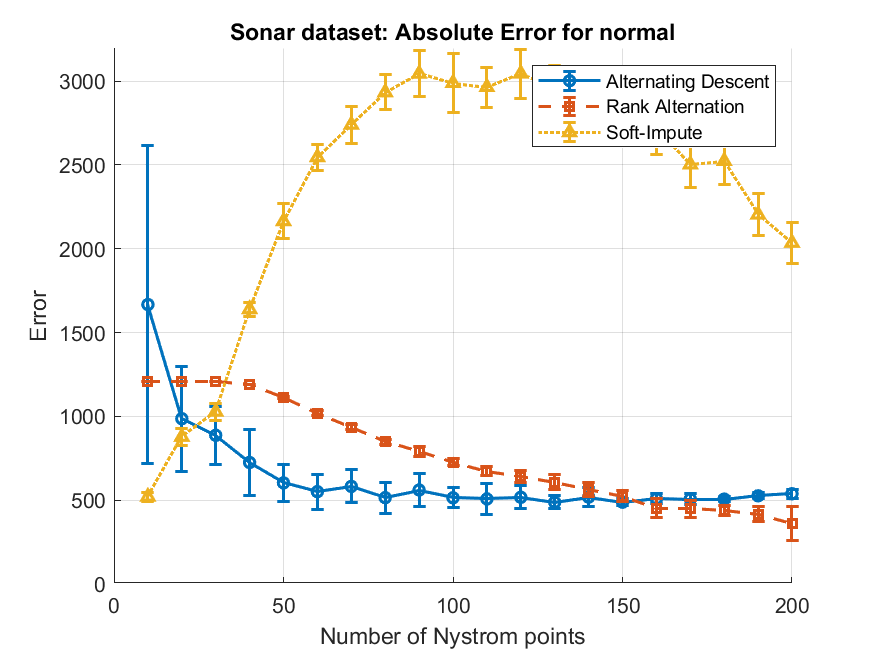 Sonar dataset: Absolute Error for normal
Alternating Descent
Rank Alternation
Soft-Impute
Error
3000
2500
2000
1500
1000
500
0
0 50 100 150 200
Number of Nystrom points